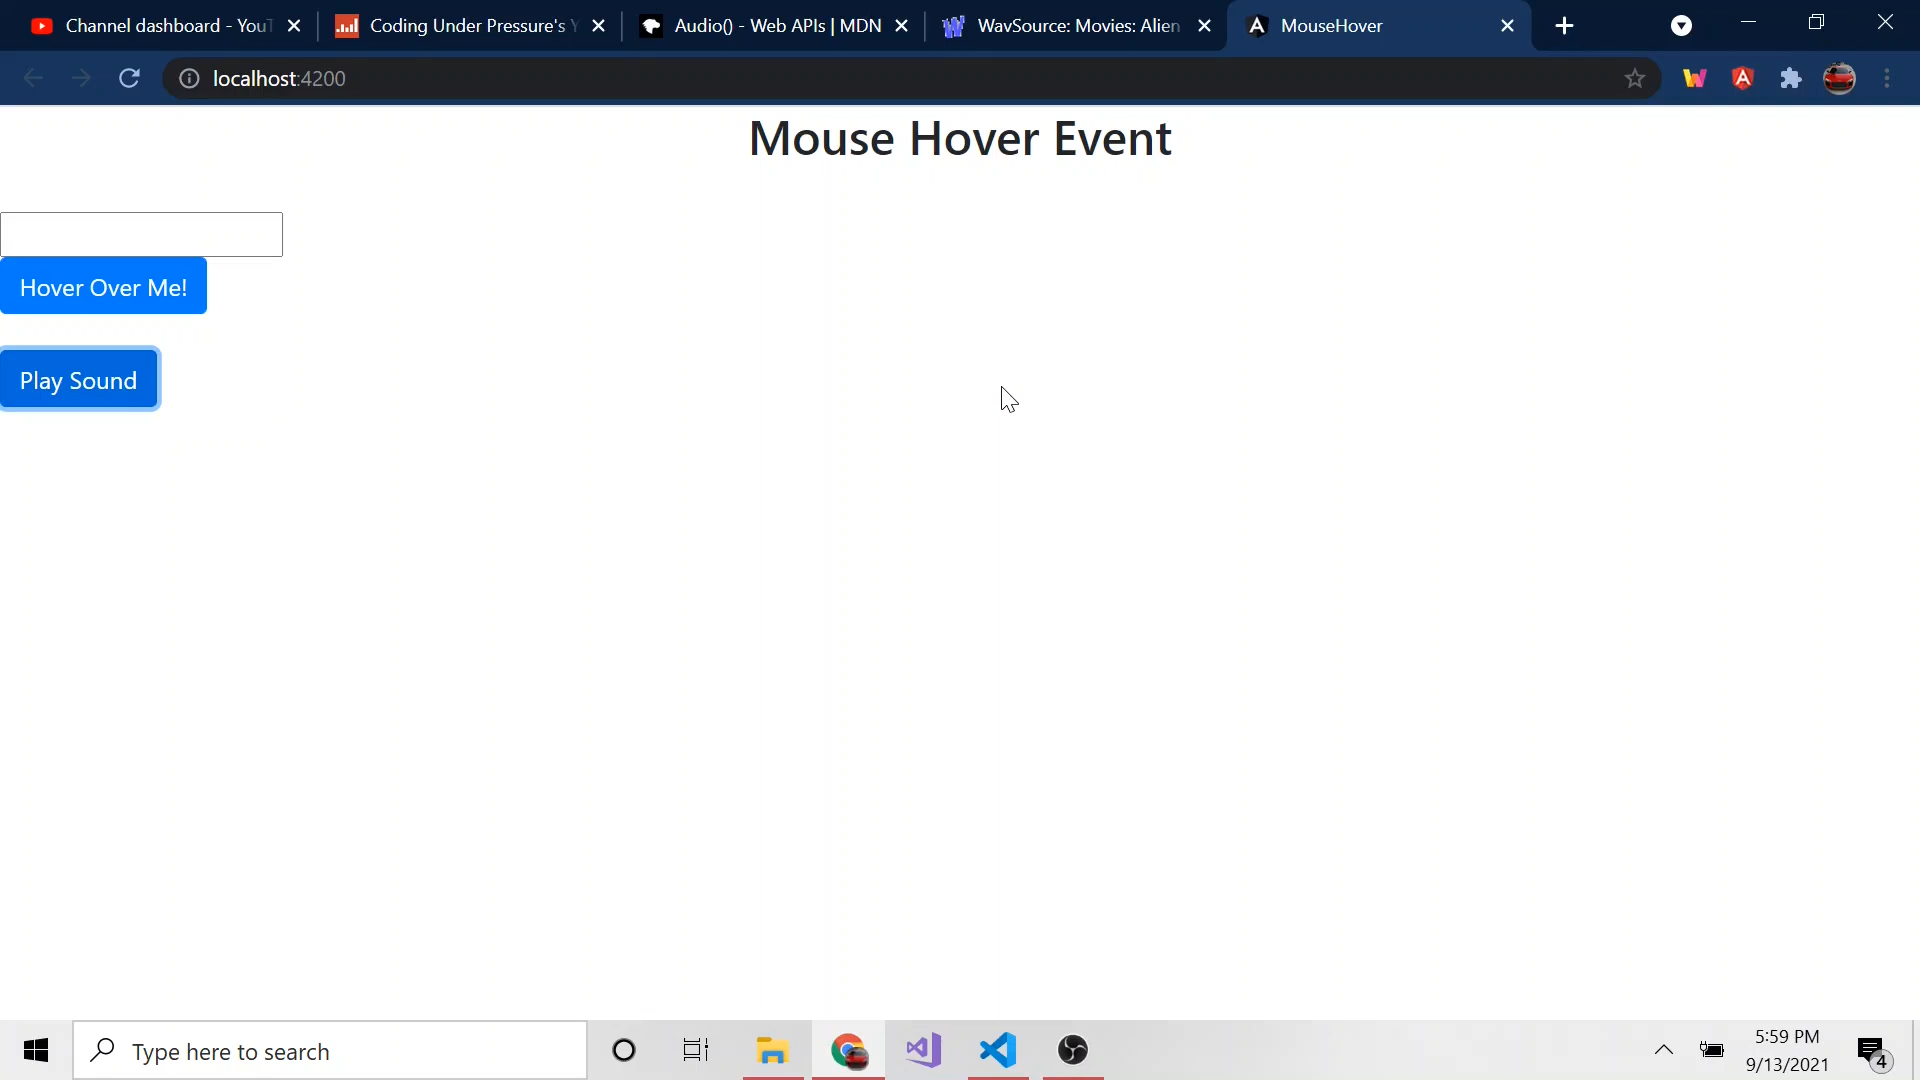 Channel dashboard - YouT
Coding Under Pressure's Y
Audio() - Web APIs | MDN
WavSource: Movies: Alien
MouseHover
localhost:4200
Mouse Hover Event
Hover Over Me!
Play Sound
Type here to search
5:59 PM
9/13/2021
4